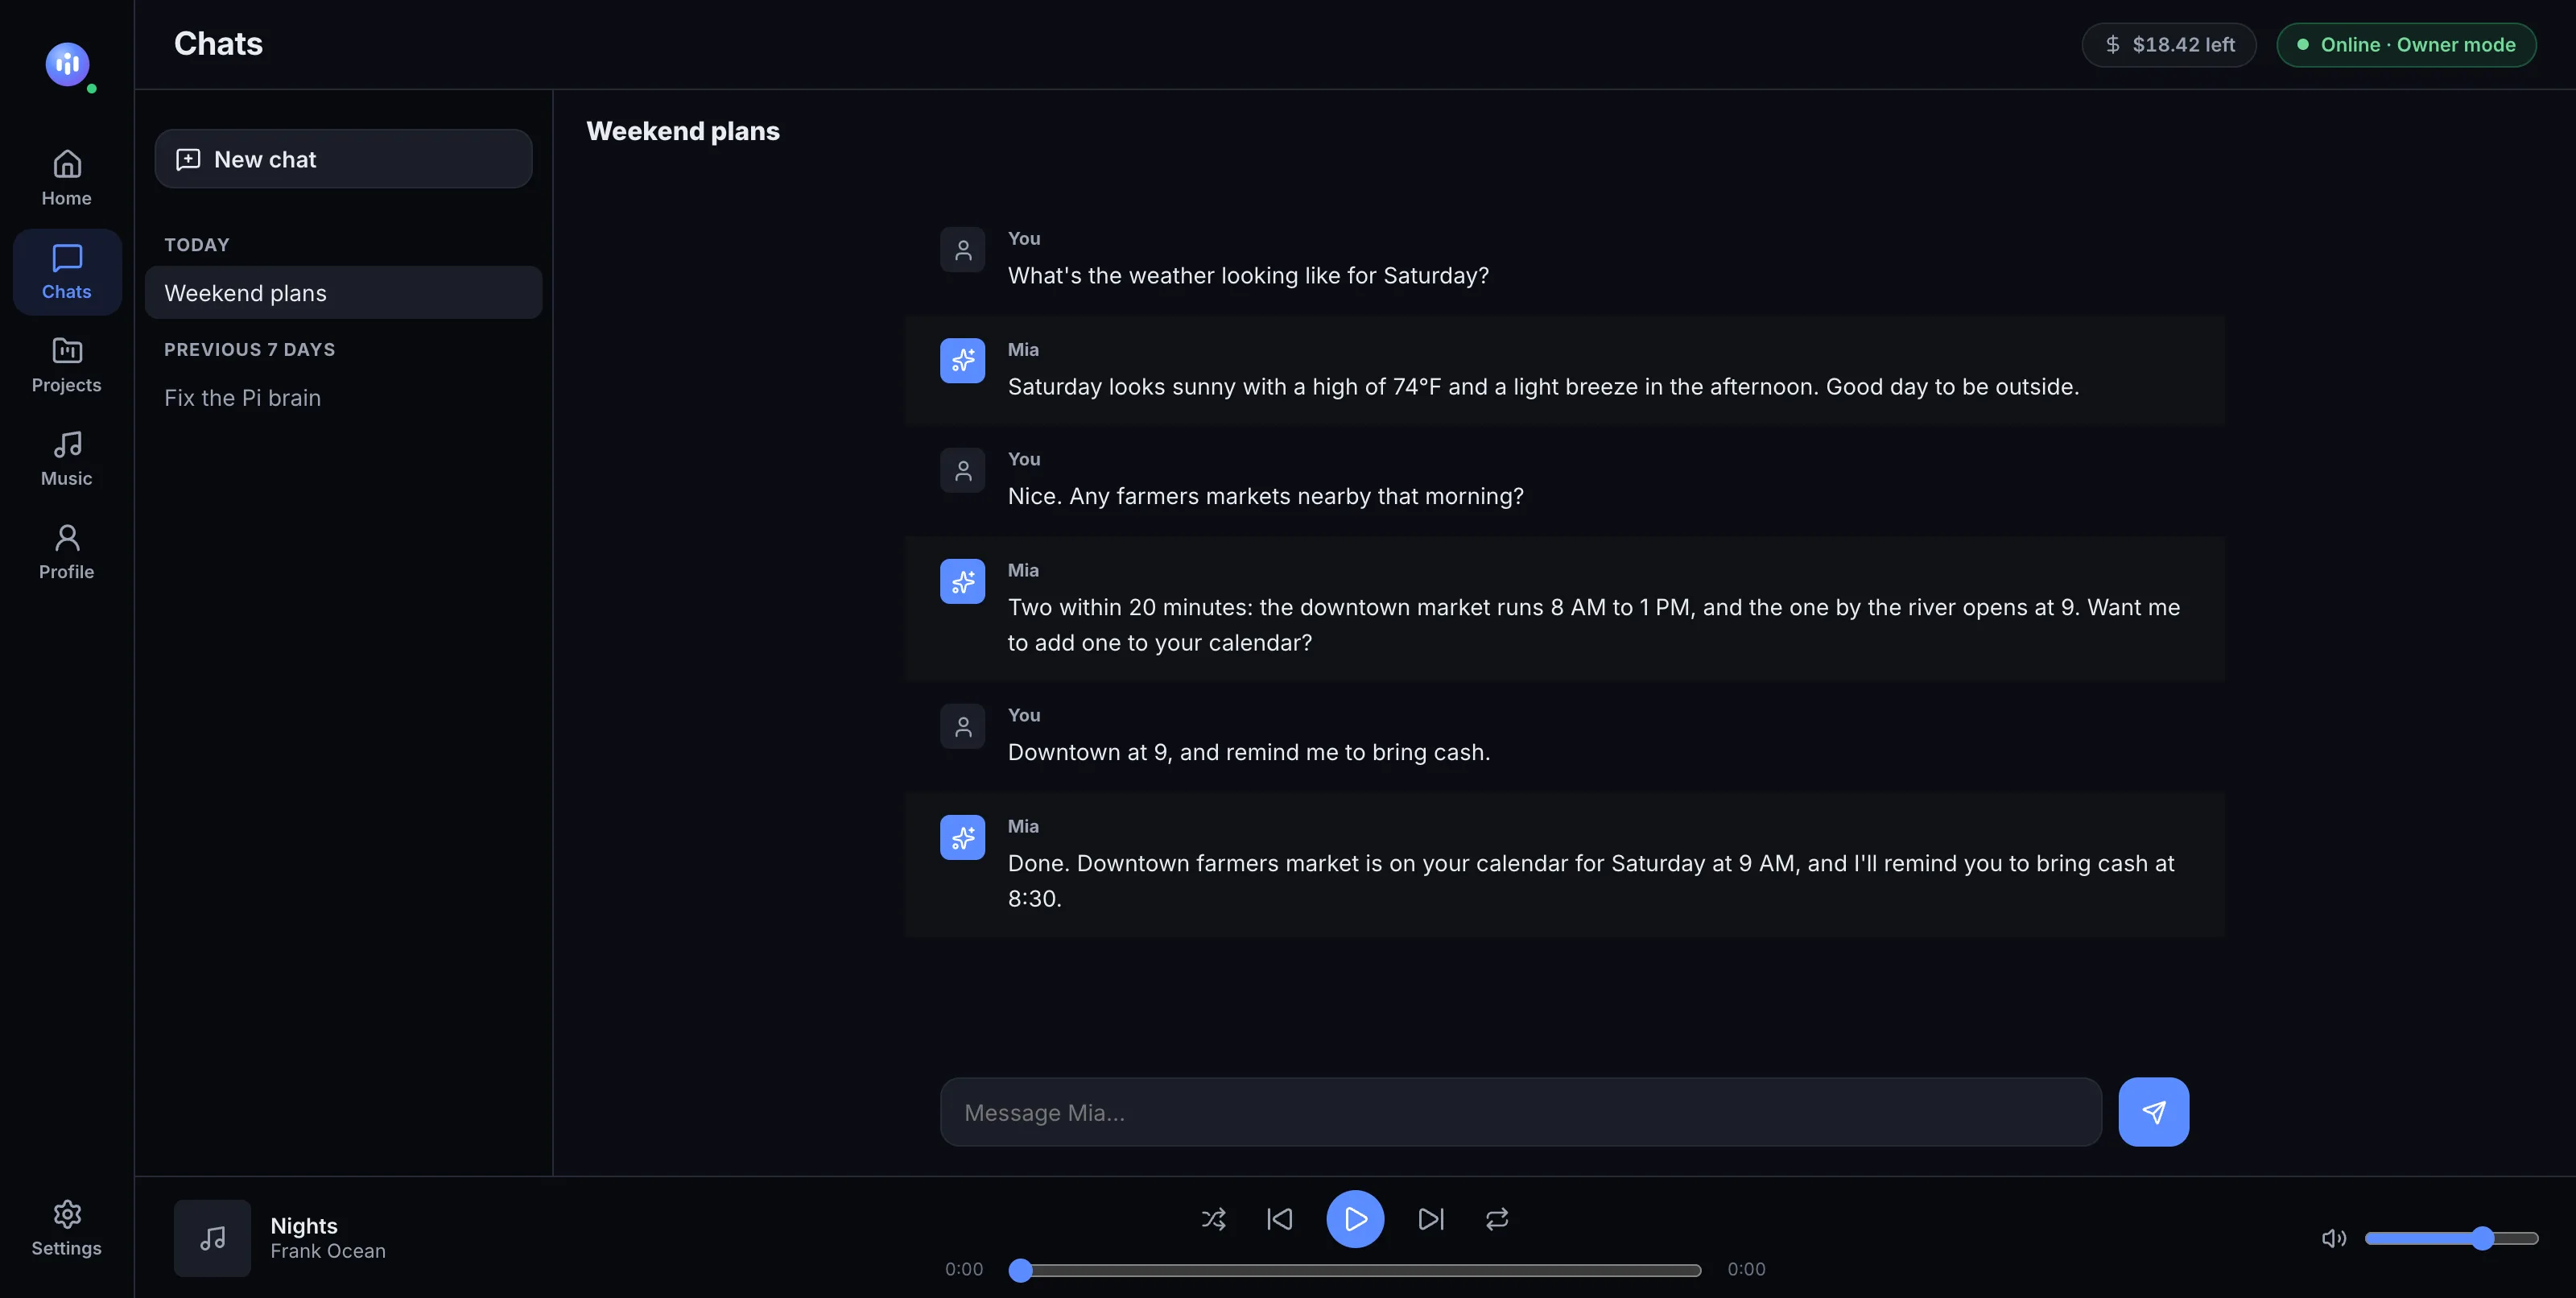 Chats
$18.42 left
Online · Owner mode
Home
Chats
Projects
Music
Profile
Settings
New chat
TODAY
Weekend plans
PREVIOUS 7 DAYS
Fix the Pi brain
Weekend plans
You
What's the weather looking like for Saturday?
Mia
Saturday looks sunny with a high of 74°F and a light breeze in the afternoon. Good day to be outside.
You
Nice. Any farmers markets nearby that morning?
Mia
Two within 20 minutes: the downtown market runs 8 AM to 1 PM, and the one by the river opens at 9. Want me
to add one to your calendar?
You
Downtown at 9, and remind me to bring cash.
Mia
Done. Downtown farmers market is on your calendar for Saturday at 9 AM, and I'll remind you to bring cash at
8:30.
Message Mia...
Nights
Frank Ocean
0:00
0:00